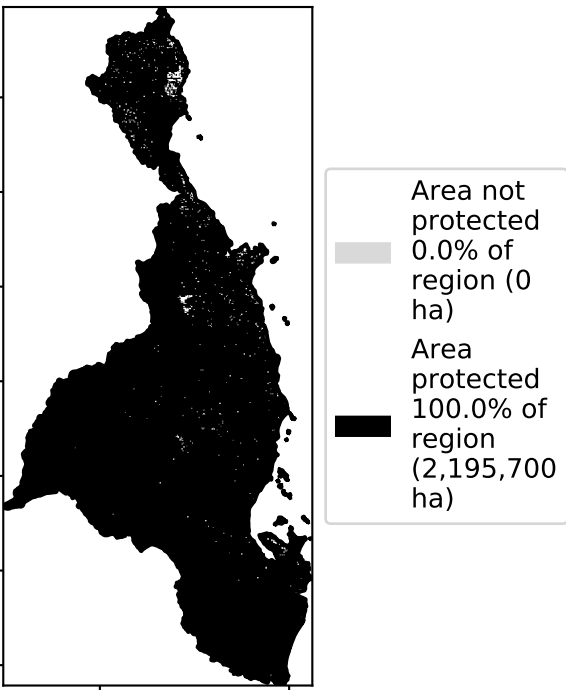 Area not
protected
0.0% of
region (0
ha)
Area
protected
100.0% of
region
(2,195,700
ha)